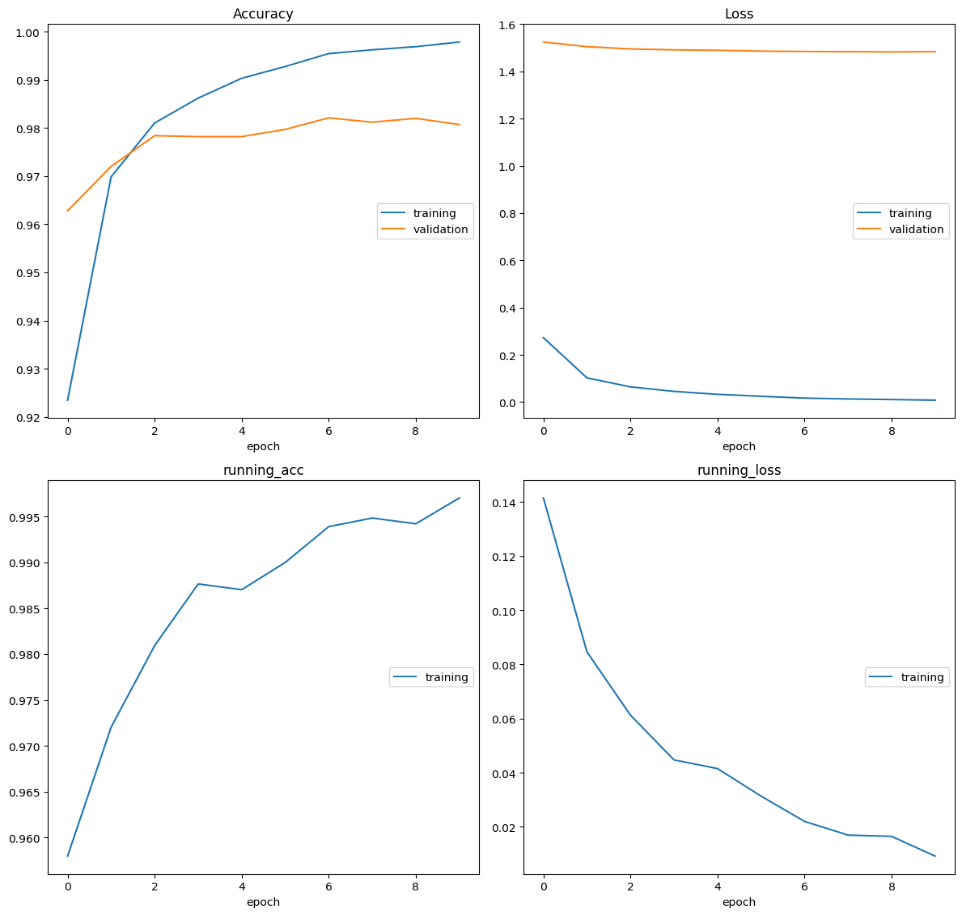 Accuracy
1.00
0.99
0.98
0.97
0.96
0.95
0.94
0.93
0.92
training
validation
0 2 4 6 8
epoch
Loss
1.6
1.4
1.2
1.0
0.8
0.6
0.4
0.2
0.0
training
validation
0 2 4 6 8
epoch
running_acc
0.995
0.990
0.985
0.980
0.975
0.970
0.965
0.960
training
0 2 4 6 8
epoch
running_loss
0.14
0.12
0.10
0.08
0.06
0.04
0.02
training
0 2 4 6 8
epoch